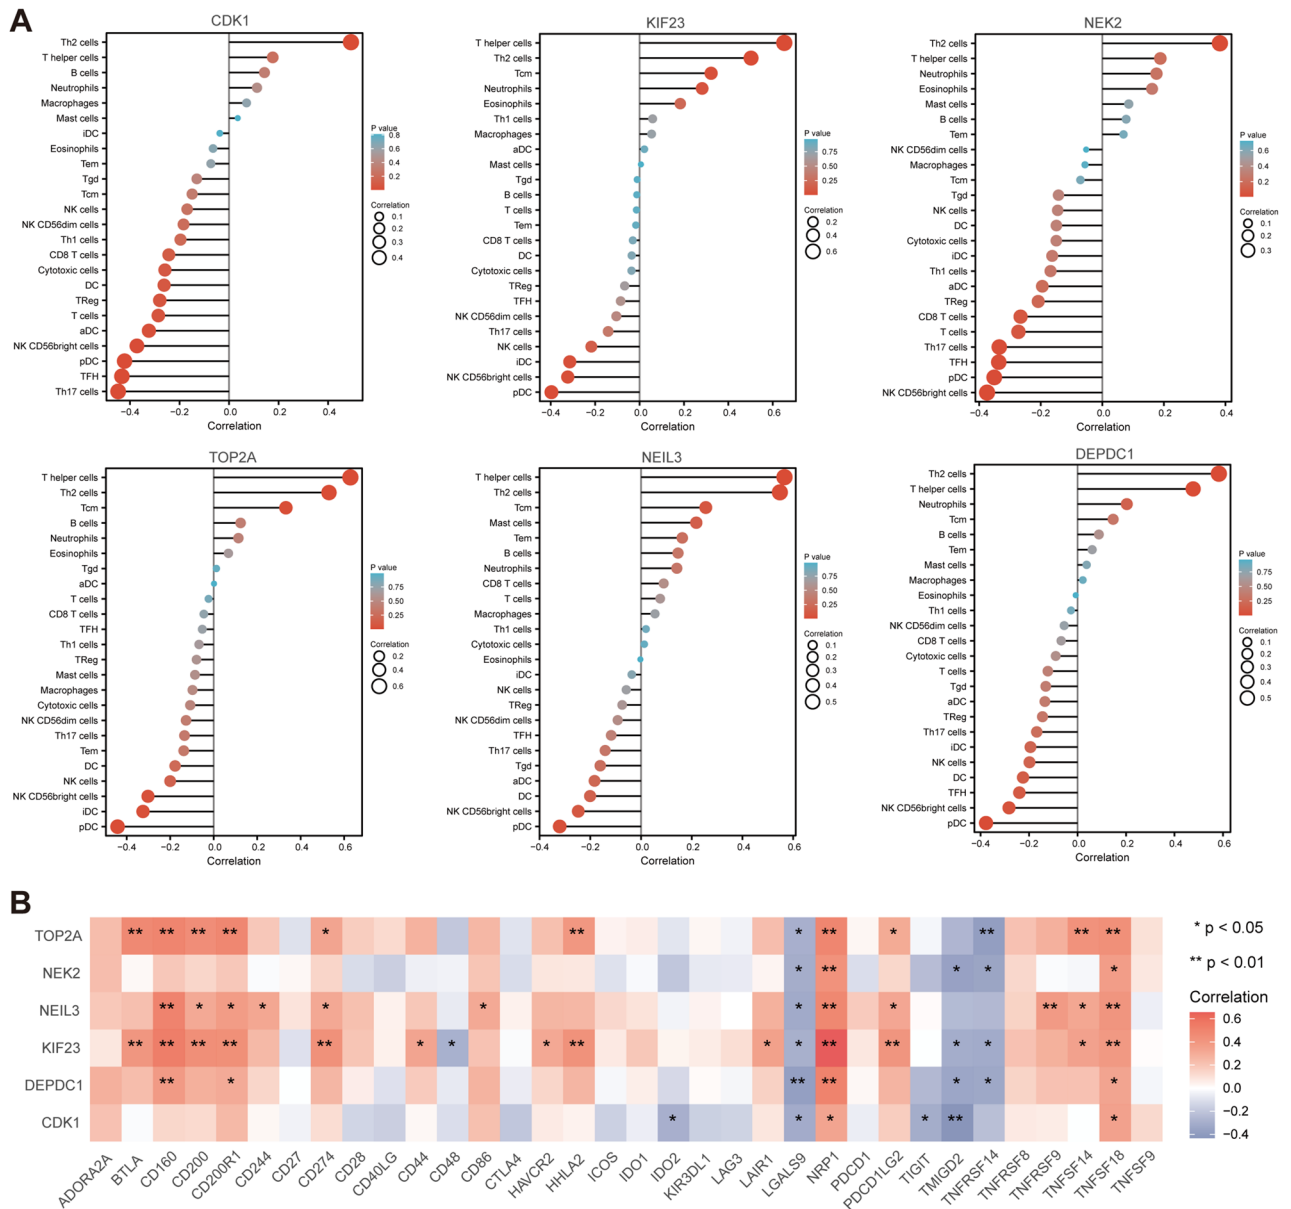 A
CDK1
Th2 cells
T helper cells
B cells
Neutrophils
Macrophages
Mast cells
iDC
Eosinophils
Tem
Tgd
Tcm
NK cells
NK CD56dim cells
Th1 cells
CD8 T cells
Cytotoxic cells
DC
TReg
T cells
aDC
NK CD56bright cells
pDC
TFH
Th17 cells
−0.4 −0.2 0.0 0.2 0.4
Correlation
P value
0.8
0.6
0.4
0.2
Correlation
0.1
0.2
0.3
0.4
KIF23
T helper cells
Th2 cells
Tcm
Neutrophils
Eosinophils
Th1 cells
Macrophages
aDC
Mast cells
Tgd
B cells
T cells
Tem
CD8 T cells
DC
Cytotoxic cells
TReg
TFH
NK CD56dim cells
Th17 cells
NK cells
iDC
NK CD56bright cells
pDC
−0.4 −0.2 0.0 0.2 0.4 0.6
Correlation
P value
0.75
0.50
0.25
Correlation
0.2
0.4
0.6
NEK2
Th2 cells
T helper cells
Neutrophils
Eosinophils
Mast cells
B cells
Tem
NK CD56dim cells
Macrophages
Tcm
Tgd
NK cells
DC
Cytotoxic cells
iDC
Th1 cells
aDC
TReg
CD8 T cells
T cells
Th17 cells
TFH
pDC
NK CD56bright cells
−0.4 −0.2 0.0 0.2 0.4
Correlation
P value
0.6
0.4
0.2
Correlation
0.1
0.2
0.3
TOP2A
T helper cells
Th2 cells
Tcm
B cells
Neutrophils
Eosinophils
Tgd
aDC
T cells
CD8 T cells
TFH
Th1 cells
TReg
Mast cells
Macrophages
Cytotoxic cells
NK CD56dim cells
Th17 cells
Tem
DC
NK cells
NK CD56bright cells
iDC
pDC
−0.4 −0.2 0.0 0.2 0.4 0.6
Correlation
P value
0.75
0.50
0.25
Correlation
0.2
0.4
0.6
NEIL3
T helper cells
Th2 cells
Tcm
Mast cells
Tem
B cells
Neutrophils
CD8 T cells
T cells
Macrophages
Th1 cells
Cytotoxic cells
Eosinophils
iDC
NK cells
TReg
NK CD56dim cells
TFH
Th17 cells
Tgd
aDC
DC
NK CD56bright cells
pDC
−0.4 −0.2 0.0 0.2 0.4 0.6
Correlation
P value
0.75
0.50
0.25
Correlation
0.1
0.2
0.3
0.4
0.5
DEPDC1
Th2 cells
T helper cells
Neutrophils
Tcm
B cells
Tem
Mast cells
Macrophages
Eosinophils
Th1 cells
NK CD56dim cells
CD8 T cells
Cytotoxic cells
T cells
Tgd
aDC
TReg
Th17 cells
iDC
NK cells
DC
TFH
NK CD56bright cells
pDC
−0.4 −0.2 0.0 0.2 0.4 0.6
Correlation
P value
0.75
0.50
0.25
Correlation
0.1
0.2
0.3
0.4
0.5
B
TOP2A ** ** ** ** * ** * ** * ** ** **
NEK2 * ** * * *
NEIL3 ** * * * * * * ** * ** * **
KIF23 ** ** ** ** ** * * * ** * * ** ** * * * **
DEPDC1 ** * ** ** * * *
CDK1 * * * * ** *
ADORA2A BTLA CD160 CD200 CD200R1 CD244 CD27 CD274 CD28 CD40LG CD44 CD48 CD86 CTLA4 HAVCR2 HHLA2 ICOS IDO1 IDO2 KIR3DL1 LAG3 LAIR1 LGALS9 NRP1 PDCD1 PDCD1LG2 TIGIT TMIGD2 TNFRSF14 TNFRSF8 TNFRSF9 TNFSF14 TNFSF18 TNFSF9
* p < 0.05
** p < 0.01
Correlation
0.6
0.4
0.2
0.0
−0.2
−0.4